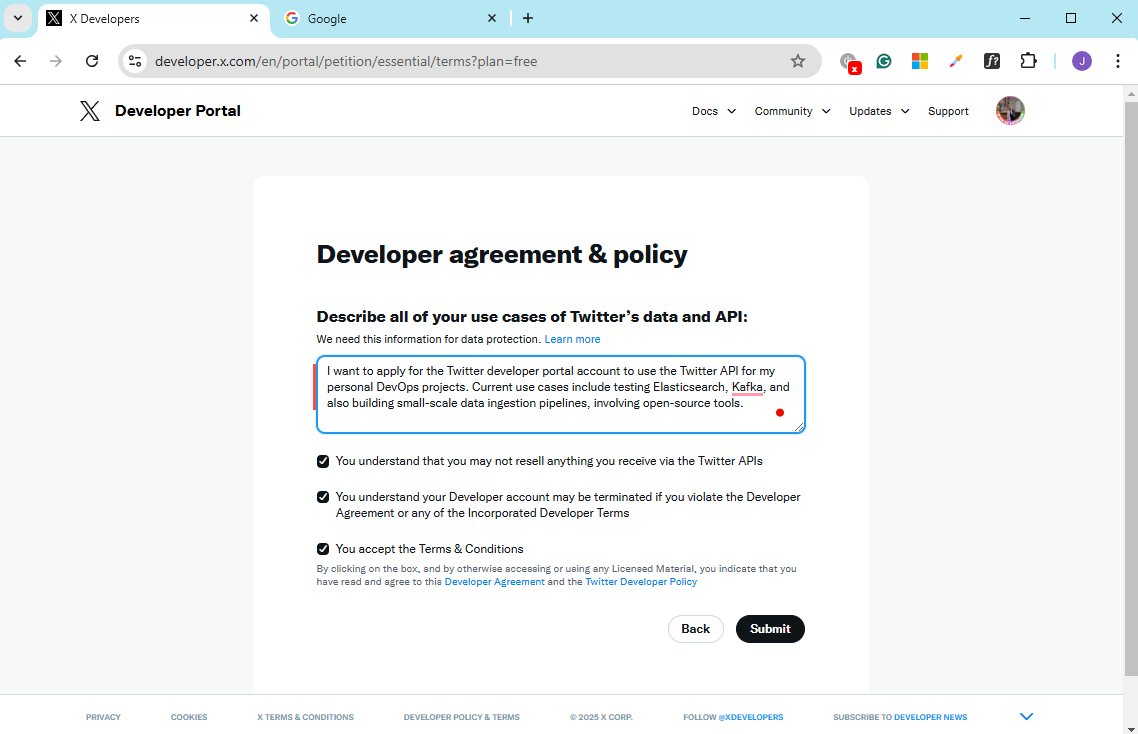 X Developers
Google
developer.x.com/en/portal/petition/essential/terms?plan=free
x
f?
J
Developer Portal
Docs
Community
Updates
Support
Developer agreement & policy
Describe all of your use cases of Twitter's data and API:
We need this information for data protection. Learn more
I want to apply for the Twitter developer portal account to use the Twitter API for my
personal DevOps projects. Current use cases include testing Elasticsearch, Kafka, and
also building small-scale data ingestion pipelines, involving open-source tools.
You understand that you may not resell anything you receive via the Twitter APIs
You understand your Developer account may be terminated if you violate the Developer
Agreement or any of the Incorporated Developer Terms
You accept the Terms & Conditions
By clicking on the box, and by otherwise accessing or using any Licensed Material, you indicate that you
have read and agree to this Developer Agreement and the Twitter Developer Policy
Back
Submit
PRIVACY
COOKIES
X TERMS & CONDITIONS
DEVELOPER POLICY & TERMS
© 2025 X CORP.
FOLLOW @XDEVELOPERS
SUBSCRIBE TO DEVELOPER NEWS